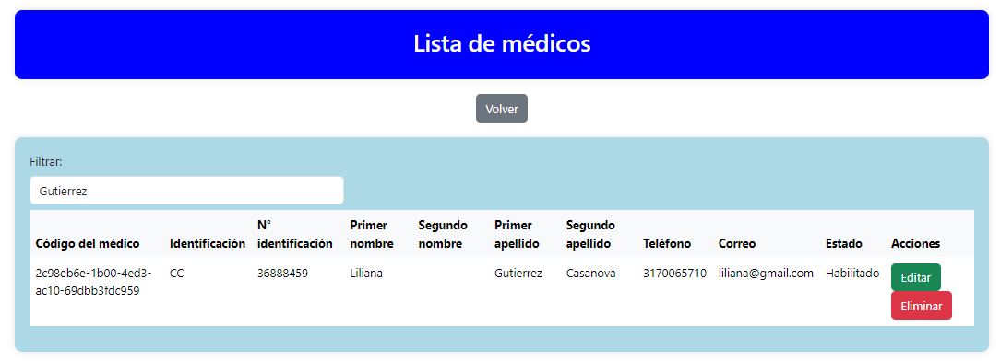 Lista de médicos
Volver
Filtrar:
Gutierrez
Código del médico Identificación N° identificación Primer nombre Segundo nombre Primer apellido Segundo apellido Teléfono Correo Estado Acciones
2c98eb6e-1b00-4ed3-ac10-69dbb3fdc959 CC 36888459 Liliana Gutierrez Casanova 3170065710 liliana@gmail.com Habilitado Editar
Eliminar